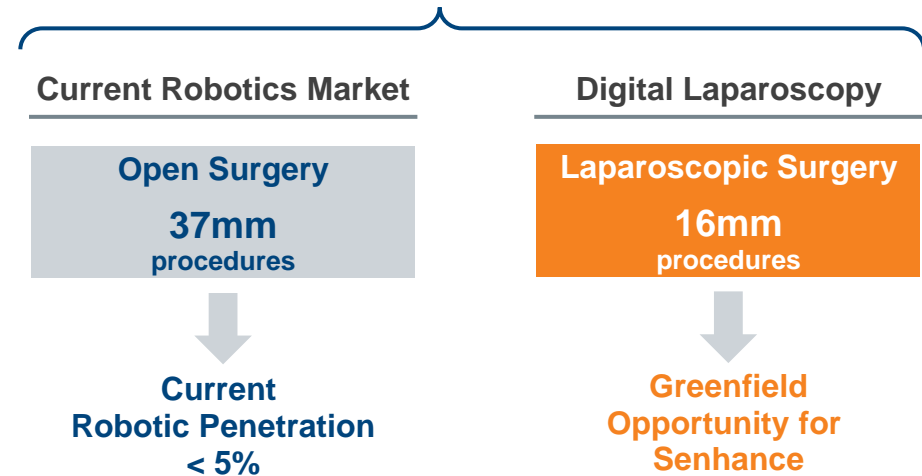 Current Robotics Market
Open Surgery
37mm
procedures
Current
Robotic Penetration
< 5%
Digital Laparoscopy
Laparoscopic Surgery
16mm
procedures
Greenfield
Opportunity for
Senhance